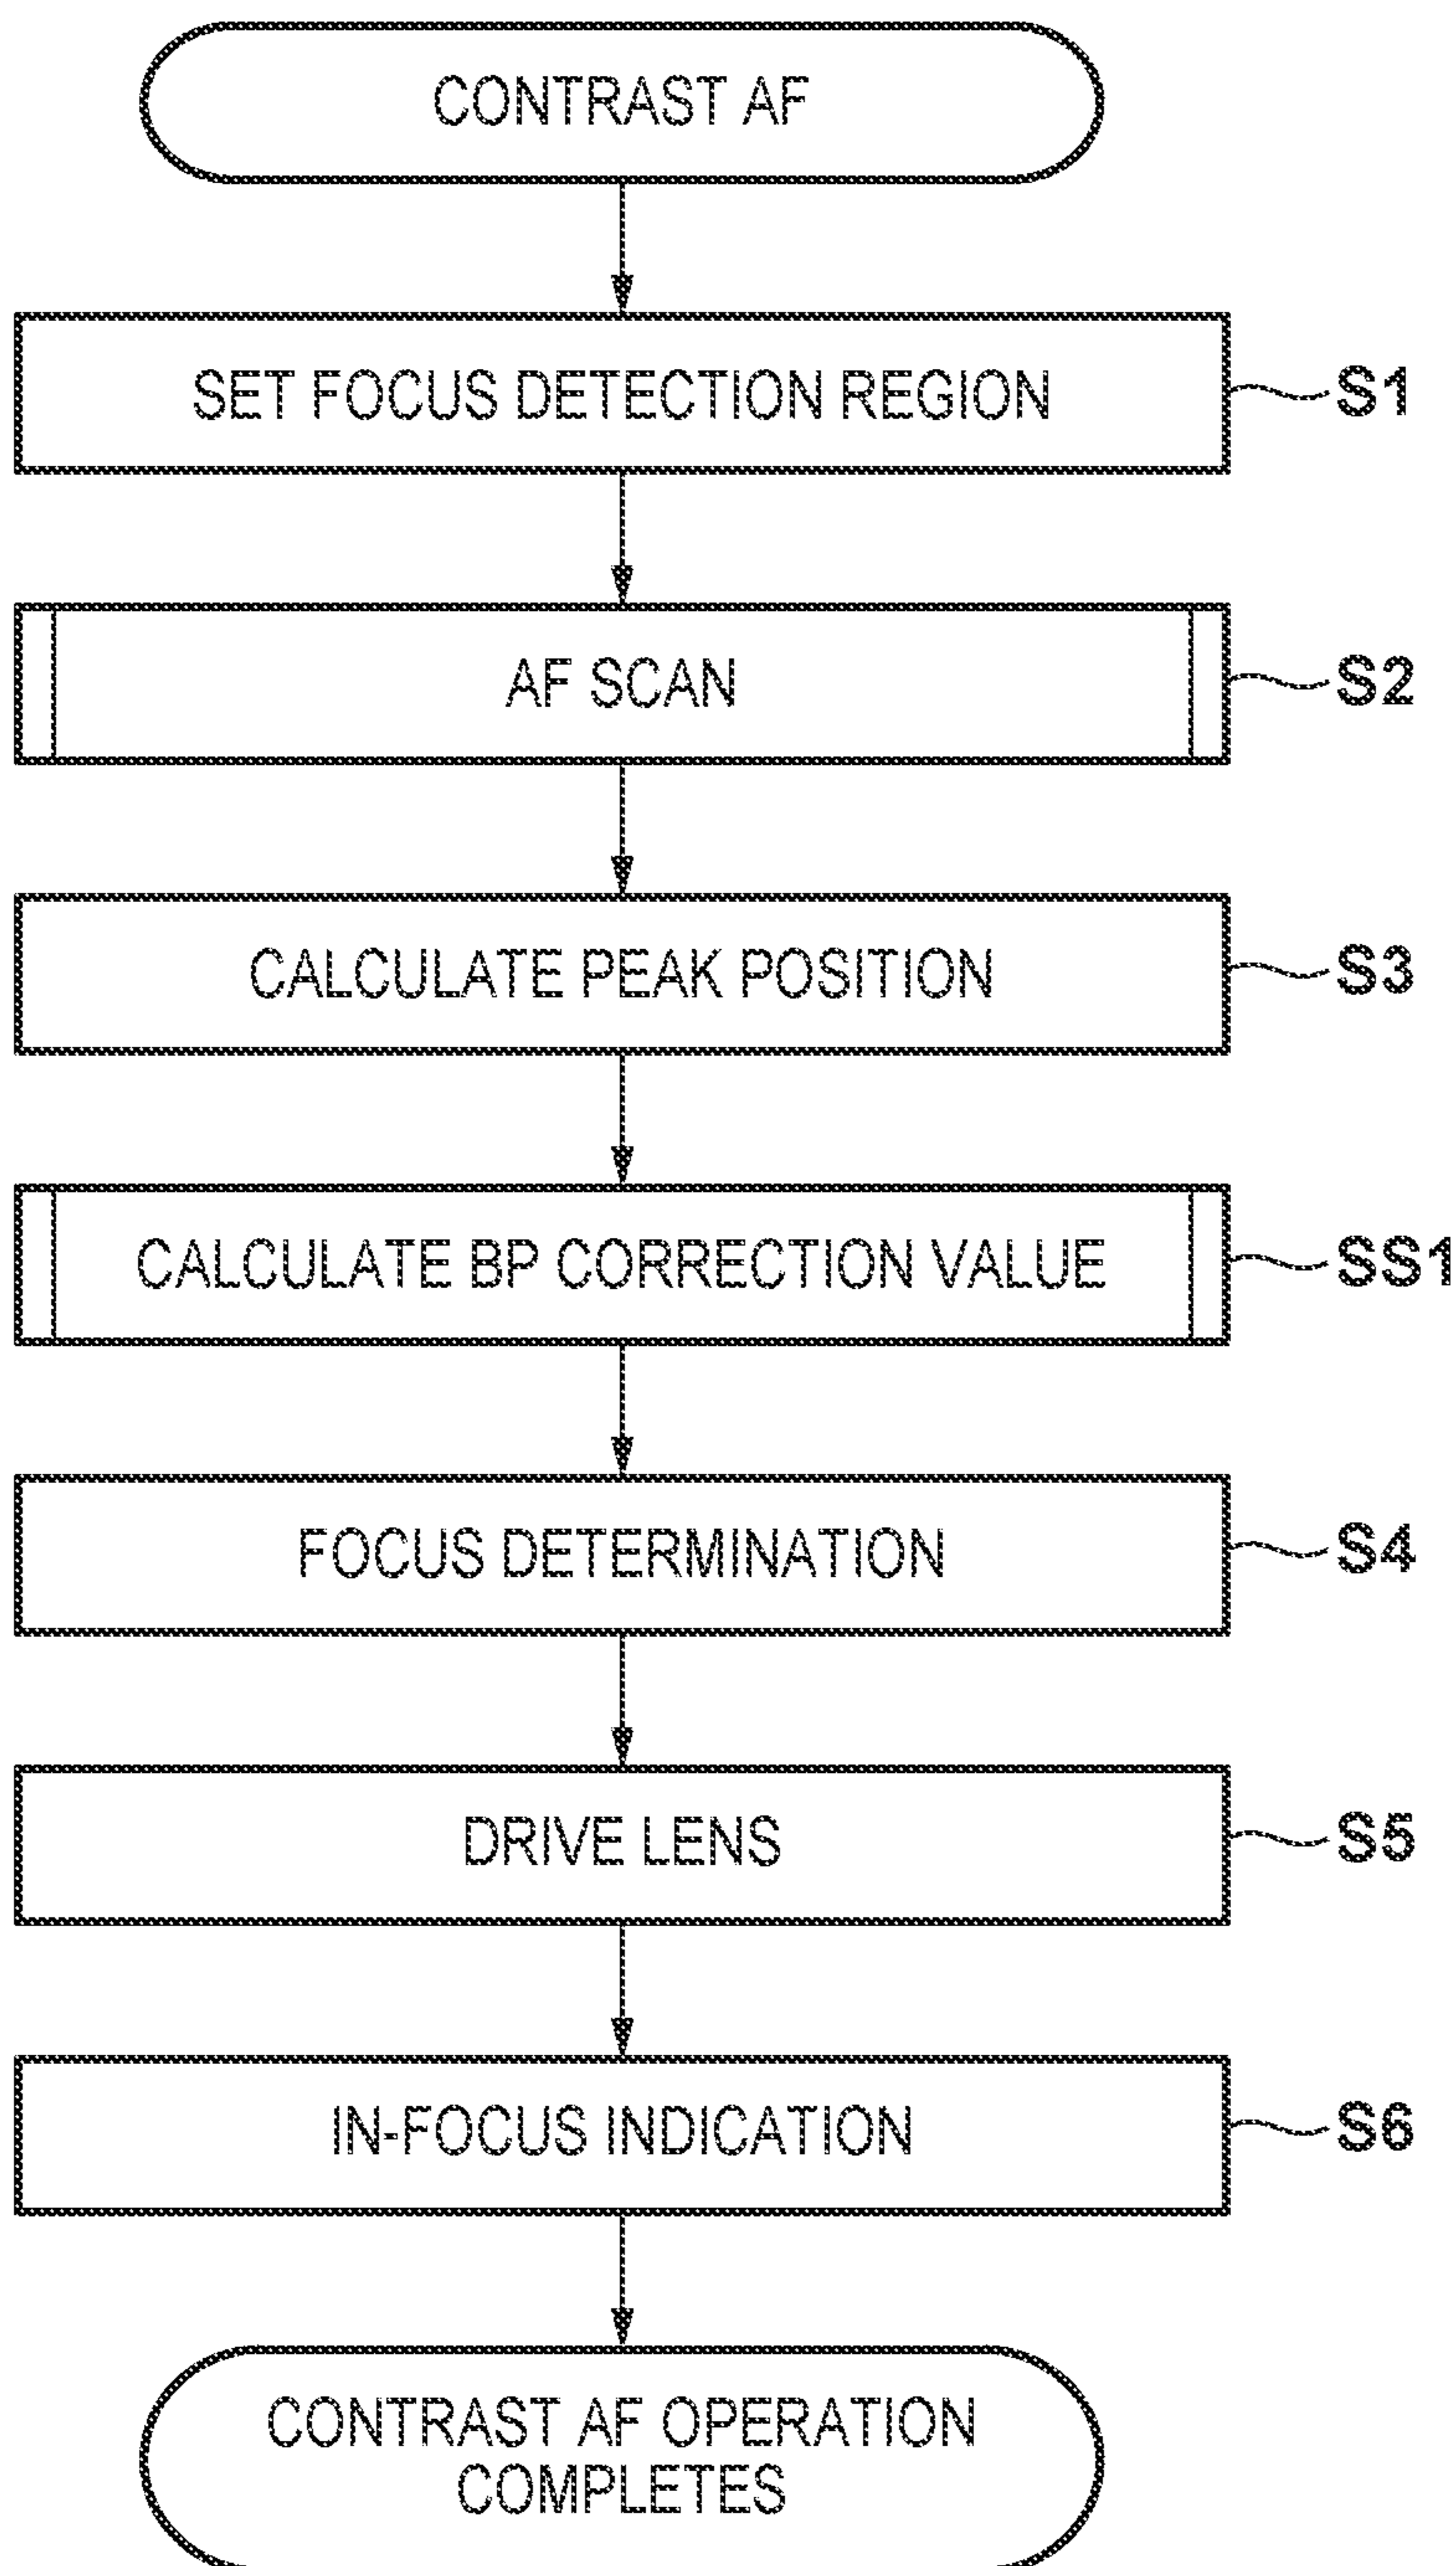 CONTRAST AF
SET FOCUS DETECTION REGION
S1
AF SCAN
S2
CALCULATE PEAK POSITION
S3
CALCULATE BP CORRECTION VALUE
SS1
FOCUS DETERMINATION
S4
DRIVE LENS
S5
IN-FOCUS INDICATION
S6
CONTRAST AF OPERATION
COMPLETES